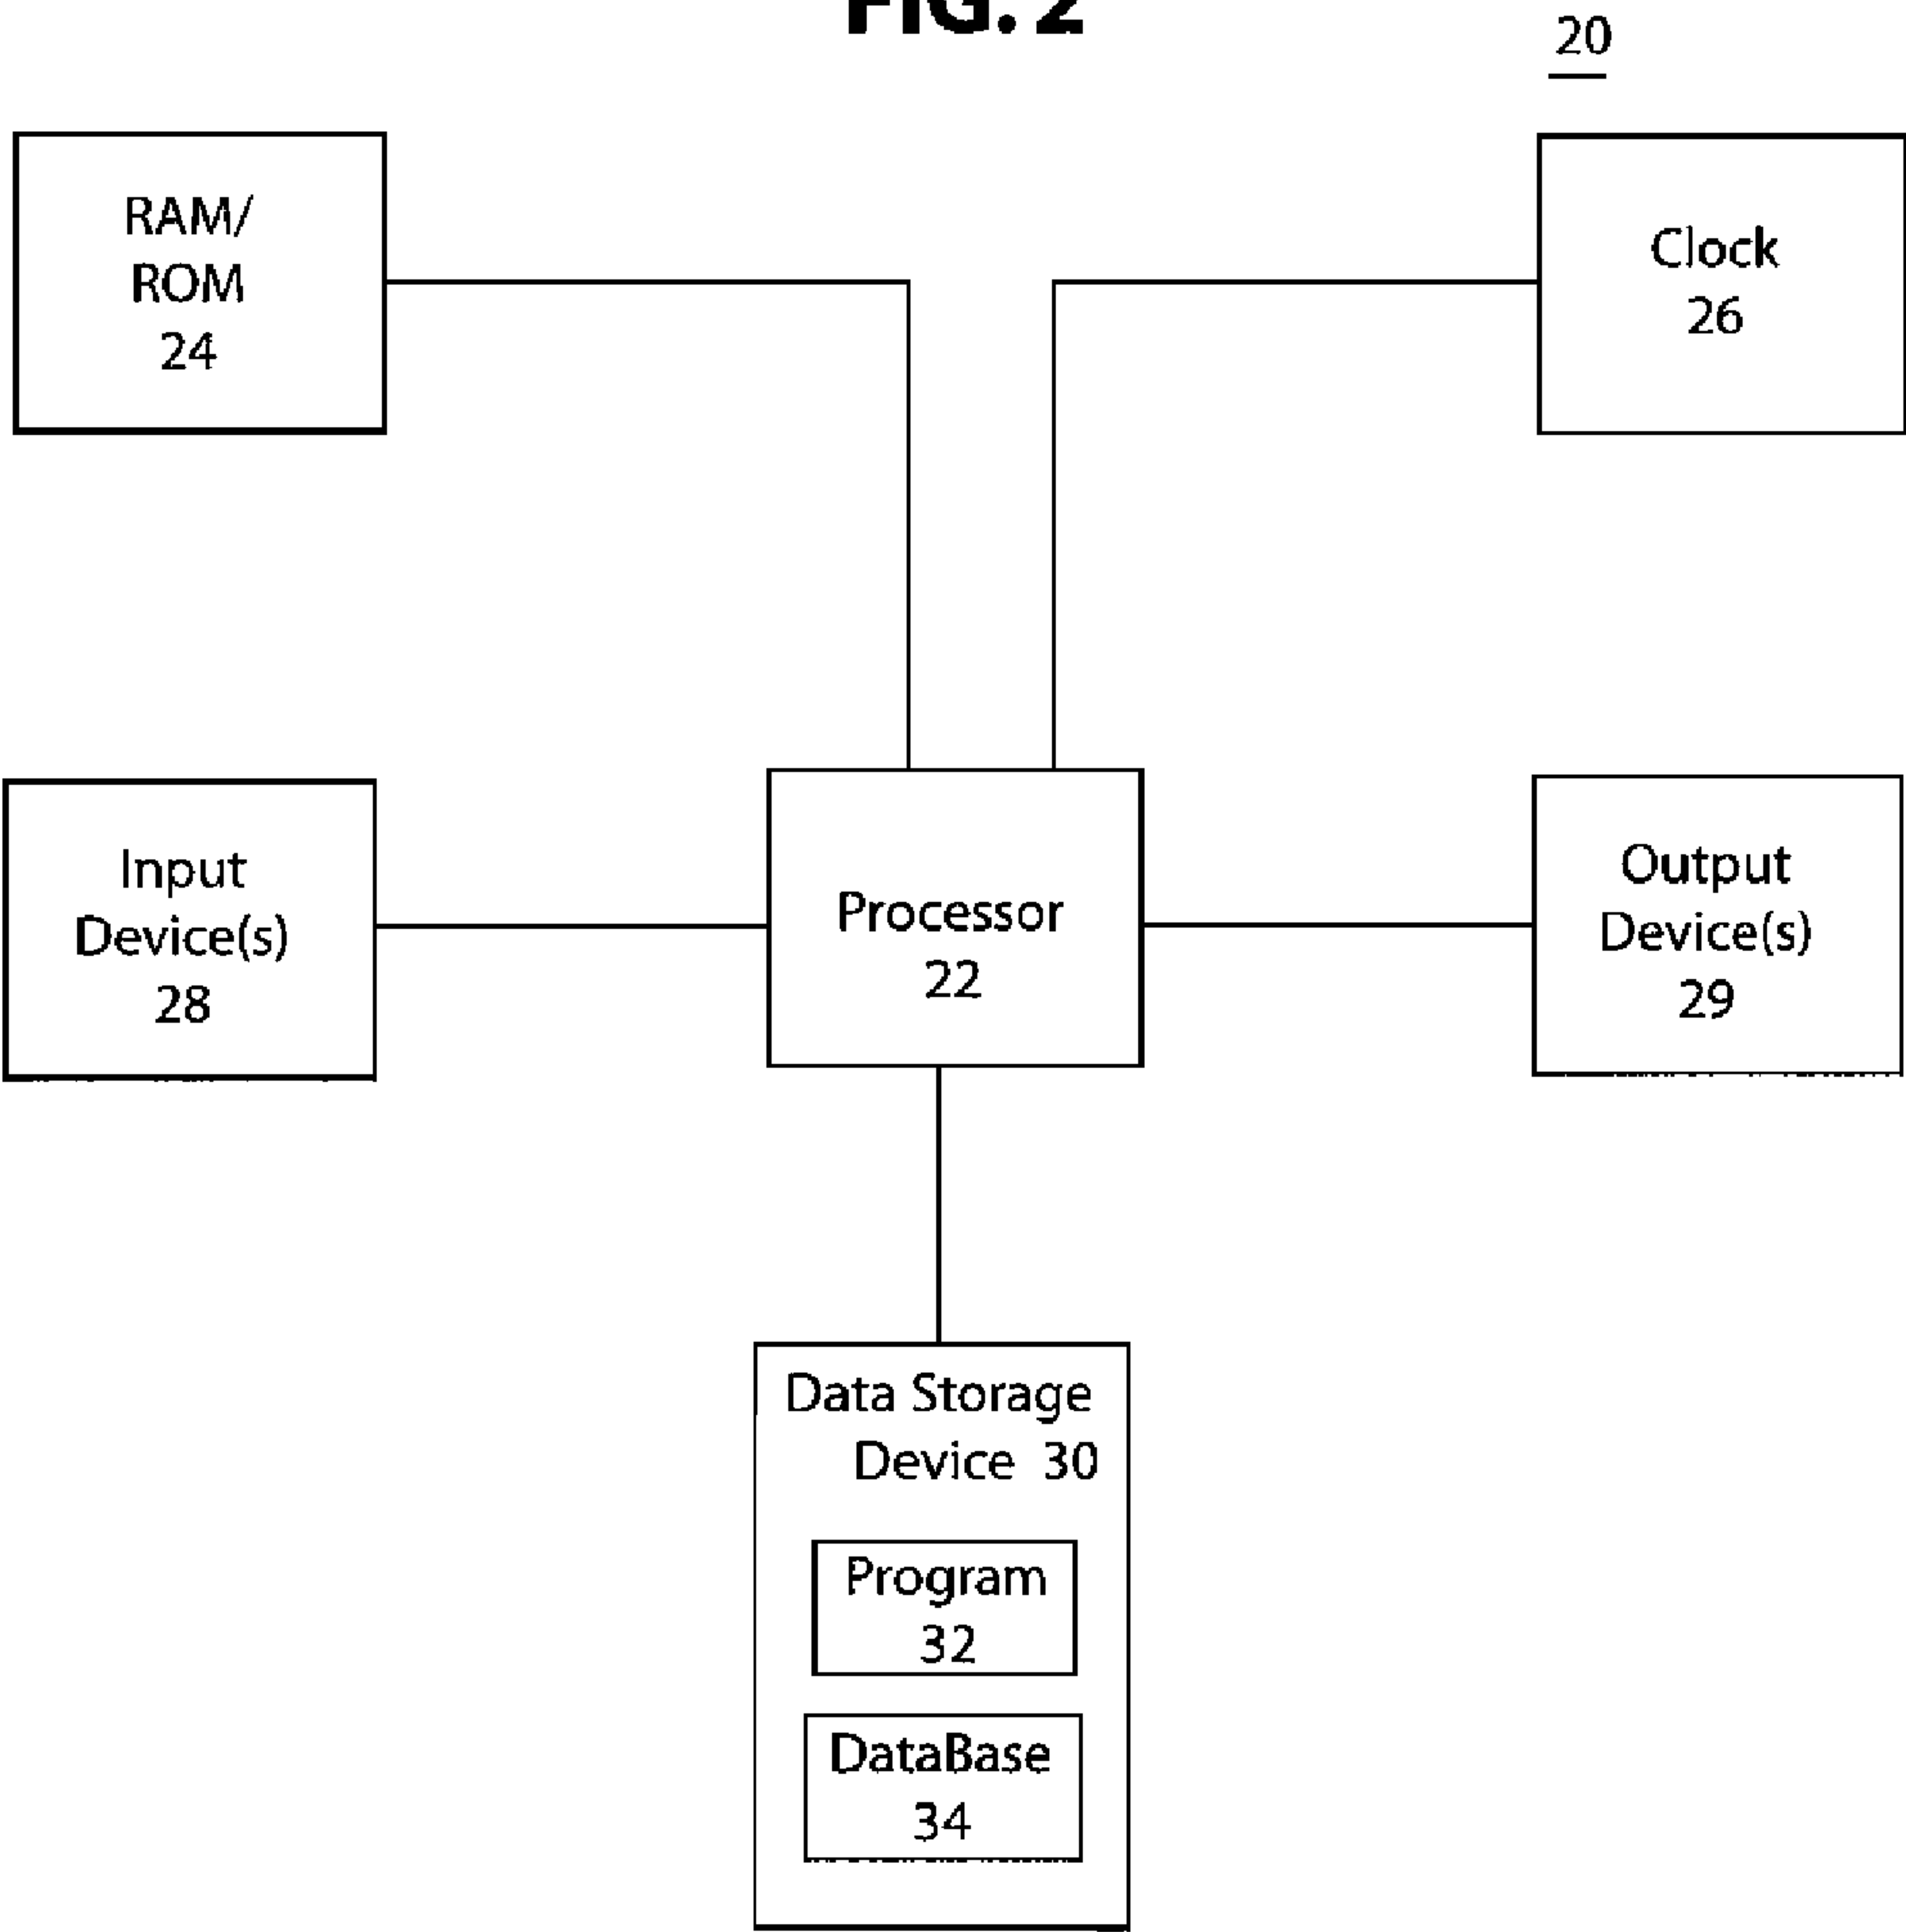 FIG. 2
20
RAM/
ROM
24
Clock
26
Input
Device(s)
28
Processor
22
Output
Device(s)
29
Data Storage
Device 30
Program
32
DataBase
34